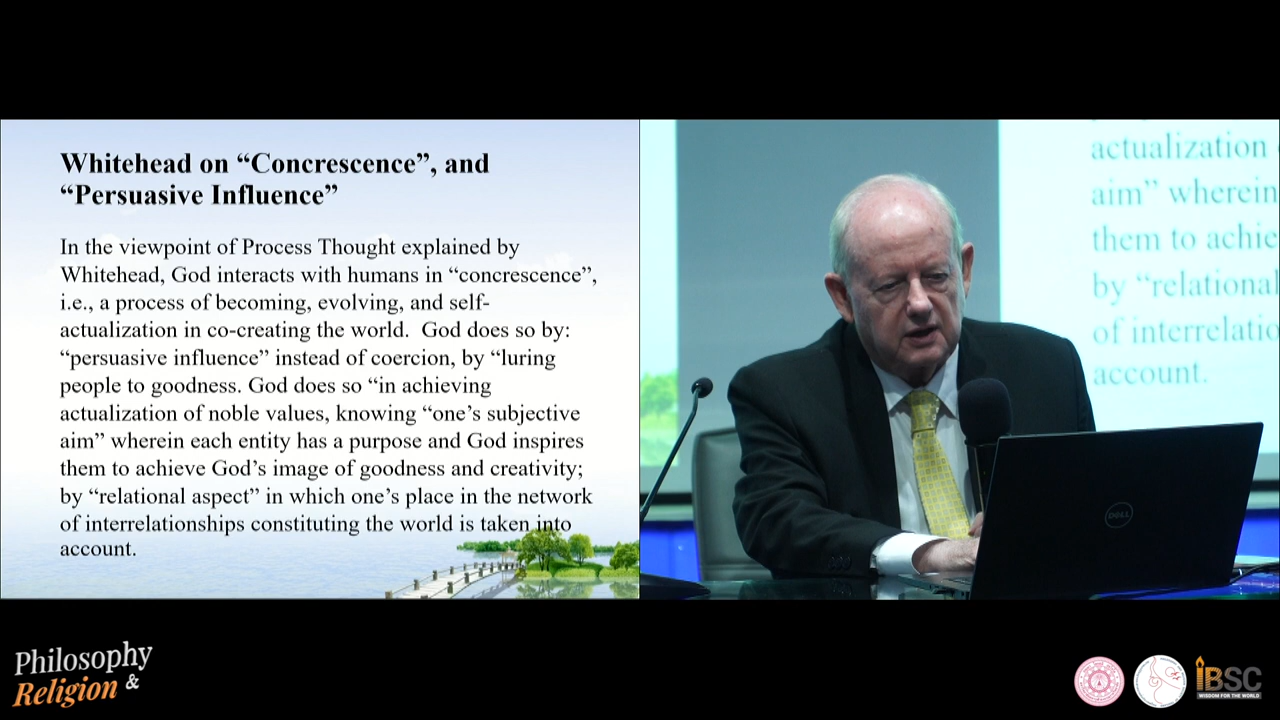 Whitehead on “Concrescence”, and
“Persuasive Influence”
In the viewpoint of Process Thought explained by
Whitehead, God interacts with humans in “concrescence”,
i.e., a process of becoming, evolving, and self-
actualization in co-creating the world.  God does so by:
“persuasive influence” instead of coercion, by “luring
people to goodness. God does so “in achieving
actualization of noble values, knowing “one’s subjective
aim” wherein each entity has a purpose and God inspires
them to achieve God’s image of goodness and creativity;
by “relational aspect” in which one’s place in the network
of interrelationships constituting the world is taken into
account.
actualization
aim” wherein
them to achie
by “relational
of interrelatio
account.
DELL
Philosophy
Religion &
iBSC
WISDOM FOR THE WORLD